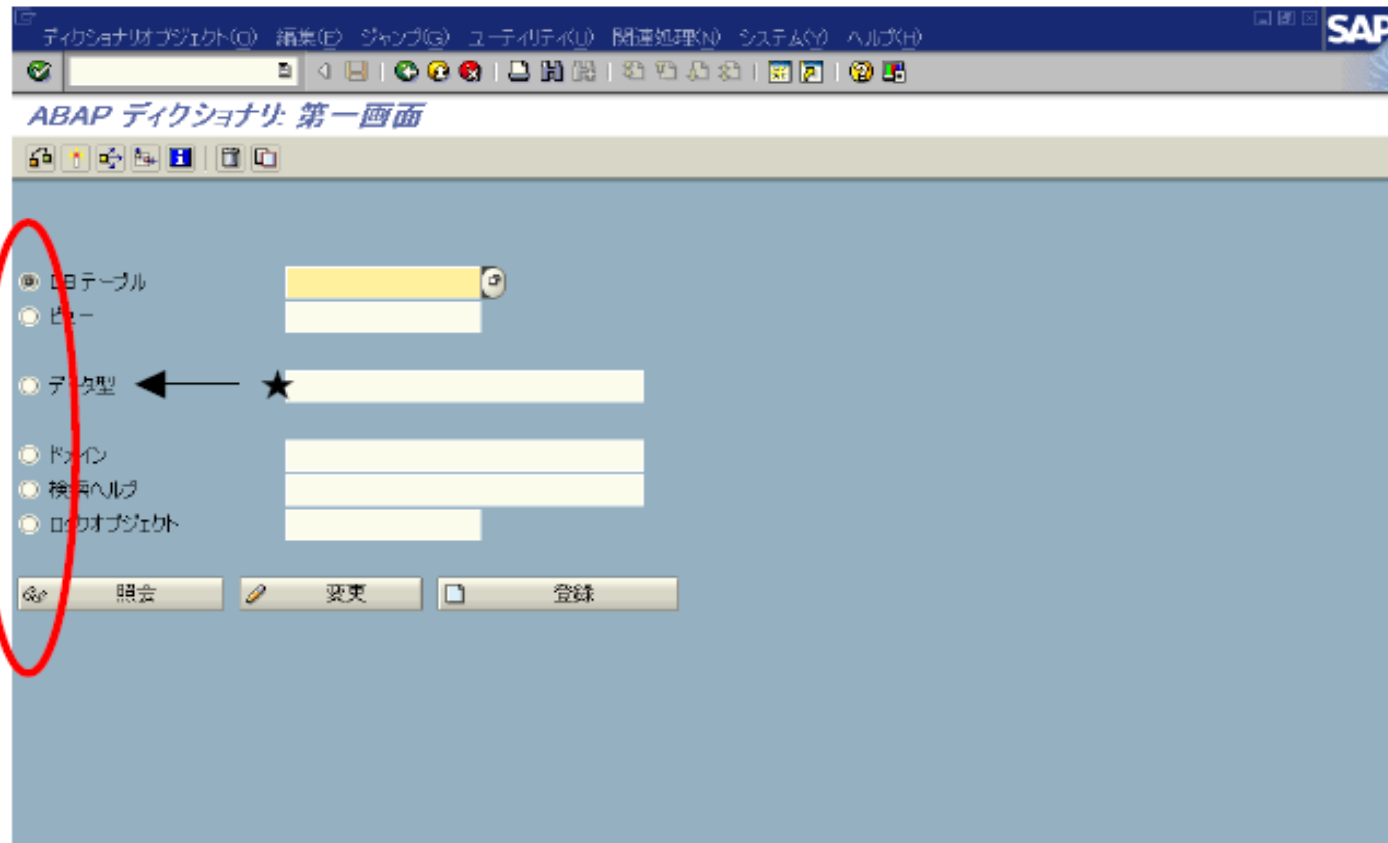 ディクショナリオブジェクト(O) 編集(E) ジャンプ(G) ユーティリティ(U) 関連処理(N) システム(Y) ヘルプ(H)
SAP
ABAP ディクショナリ: 第一画面
DBテーブル
ビュー
データ型 ★
ドメイン
検索ヘルプ
ロックオブジェクト
照会 変更 登録